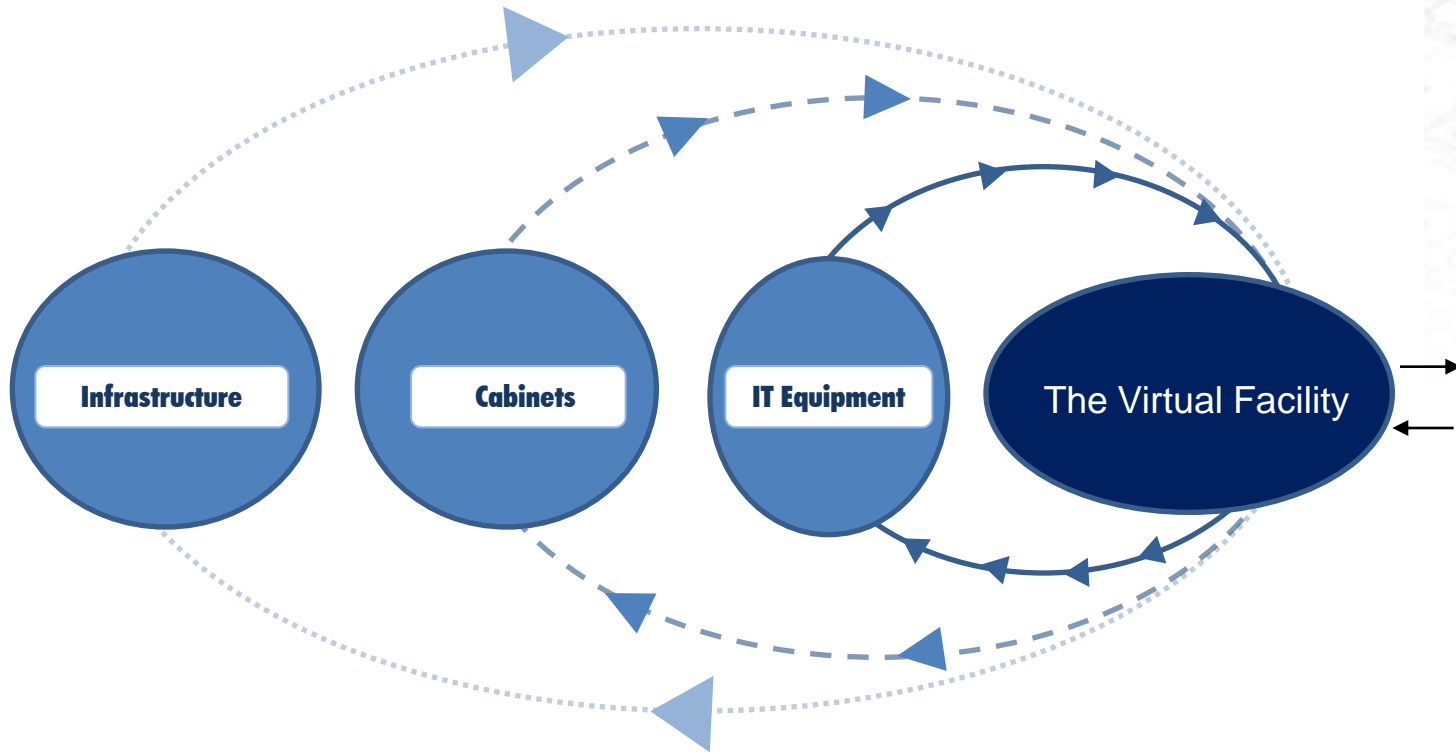 Infrastructure
Cabinets
IT Equipment
The Virtual Facility